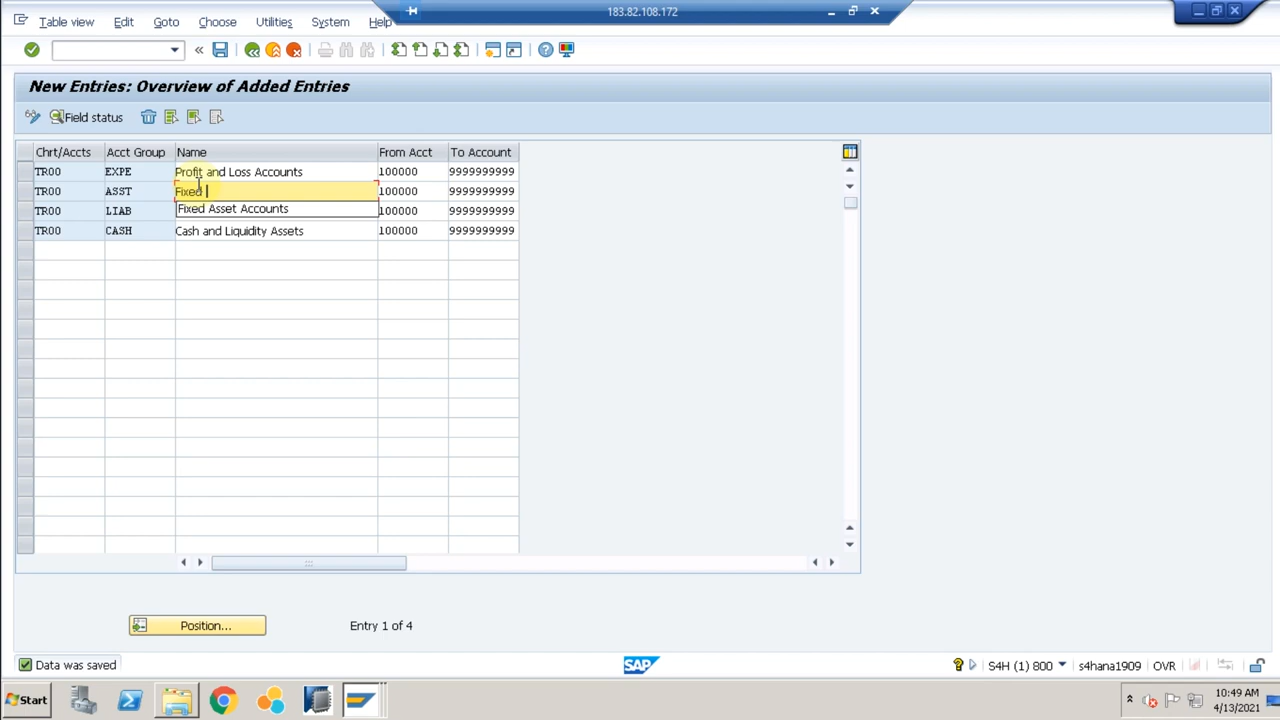 183.82.108.172
Table view Edit Goto Choose Utilities System Help
New Entries: Overview of Added Entries
Field status
Chrt/Accts Acct Group Name From Acct To Account
TR00 EXPE Profit and Loss Accounts 100000 9999999999
TR00 ASST Fixed 100000 9999999999
Fixed Asset Accounts
TR00 LIAB 100000 9999999999
TR00 CASH Cash and Liquidity Assets 100000 9999999999
Position... Entry 1 of 4
Data was saved SAP S4H (1) 800 s4hana1909 OVR
Start 10:49 AM
4/13/2021